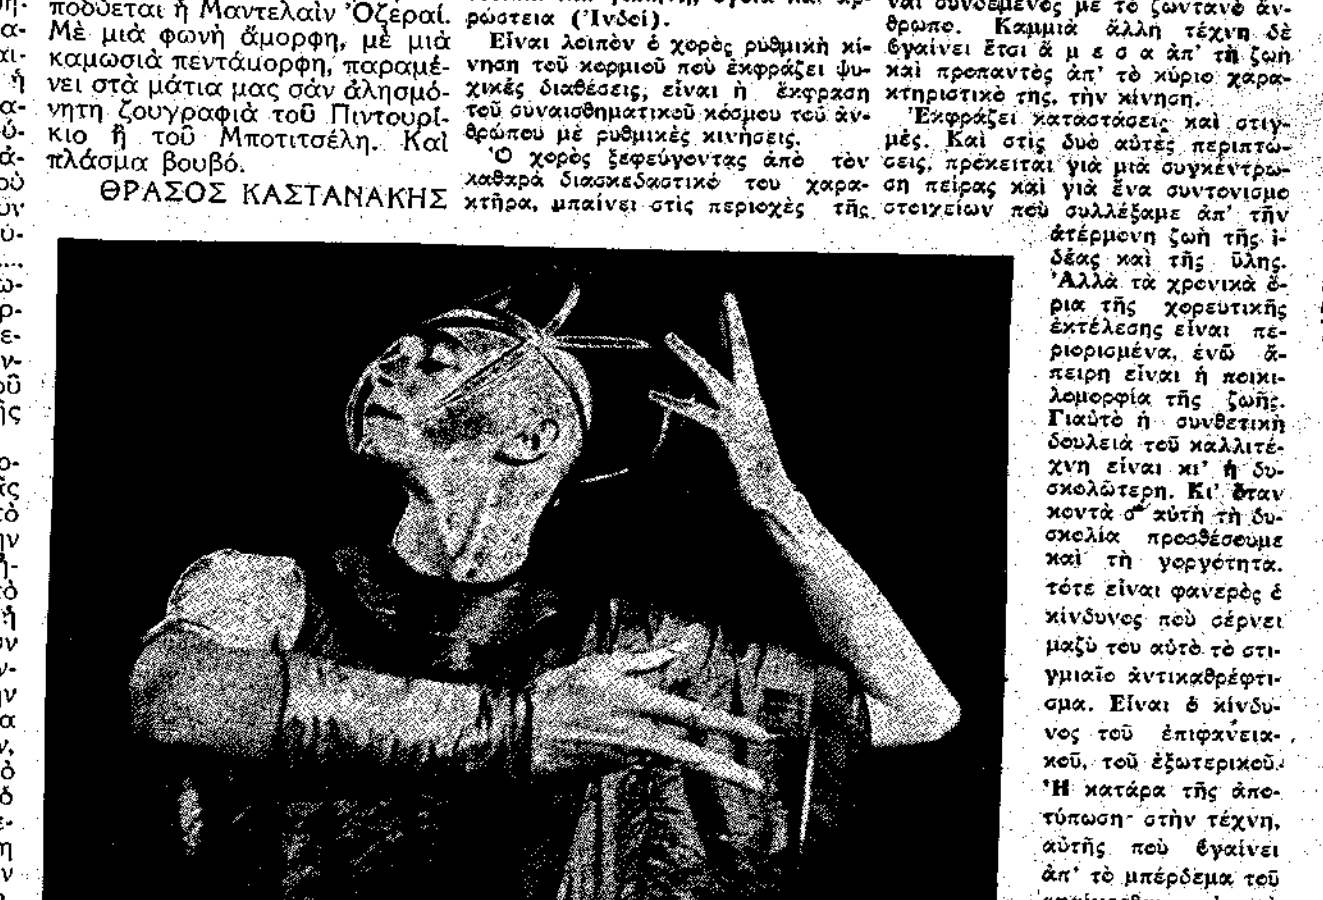 ποδύεται ἡ Μαντελαὶν Ὀζεραί.
Μὲ μιὰ φωνὴ ἄμορφη, μὲ μιὰ
καμωσιὰ πεντάμορφη, παραμέ-
νει στὰ μάτια μας σὰν ἀλησμό-
νητη ζουγραφιὰ τοῦ Πιντουρί-
κιο ἢ τοῦ Μποτιτσέλη. Καὶ
πλάσμα βουβό.
ΘΡΑΣΟΣ ΚΑΣΤΑΝΑΚΗΣ
ρώστεια (Ἰνδοί).
Εἶναι λοιπὸν ὁ χορὸς ρυθμικὴ κί-
νηση τοῦ κορμιοῦ ποὺ ἐκφράζει ψυ-
χικές διαθέσεις, εἶναι ἡ ἔκφραση
τοῦ συναισθηματικοῦ κόσμου τοῦ ἀν-
θρώπου μὲ ρυθμικὲς κινήσεις.
Ὁ χορὸς ξεφεύγοντας ἀπὸ τὸν
καθαρὰ διασκεδαστικό του χαρα-
κτῆρα, μπαίνει στὶς περιοχὲς τῆς
ναι συνδεμένος μὲ τὸ ζωντανὸ ἄν-
θρωπο. Καμμιὰ ἄλλη τέχνη δὲ
βγαίνει ἔτσι ἄ μ ε σ α ἀπ' τὴ ζωὴ
καὶ προπαντὸς ἀπ' τὸ κύριο χαρα-
κτηριστικό της, τὴν κίνηση.
Ἐκφράζει καταστάσεις καὶ στιγ-
μές. Καὶ στὶς δυὸ αὐτὲς περιπτώ-
σεις, πρόκειται γιὰ μιὰ συγκέντρω-
ση πείρας καὶ γιὰ ἕνα συντονισμὸ
στοιχείων ποὺ συλλέξαμε ἀπ' τὴν
ἀτέρμονη ζωὴ τῆς ἰ-
δέας καὶ τῆς ὕλης.
Ἀλλὰ τὰ χρονικὰ ὅ-
ρια τῆς χορευτικῆς
ἐκτέλεσης εἶναι πε-
ριορισμένα, ἐνῶ ἄ-
πειρη εἶναι ἡ ποικι-
λομορφία τῆς ζωῆς.
Γιαὐτὸ ἡ συνθετικὴ
δουλειὰ τοῦ καλλιτέ-
χνη εἶναι κι' ἡ δυ-
σκολώτερη. Κι' ὅταν
κοντὰ σ' αὐτὴ τὴ δυ-
σκολία προσθέσουμε
καὶ τὴ γοργότητα,
τότε εἶναι φανερὸς ὁ
κίνδυνος ποὺ σέρνει
μαζύ του αὐτὸ τὸ στι-
γμιαῖο ἀντικαθρέφτι-
σμα. Εἶναι ὁ κίνδυ-
νος τοῦ ἐπιφανεια-
κοῦ, τοῦ ἐξωτερικοῦ.
Ἡ κατάρα τῆς ἀπο-
τύπωση στὴν τέχνη,
αὐτῆς ποὺ βγαίνει
ἀπ' τὸ μπέρδεμα τοῦ